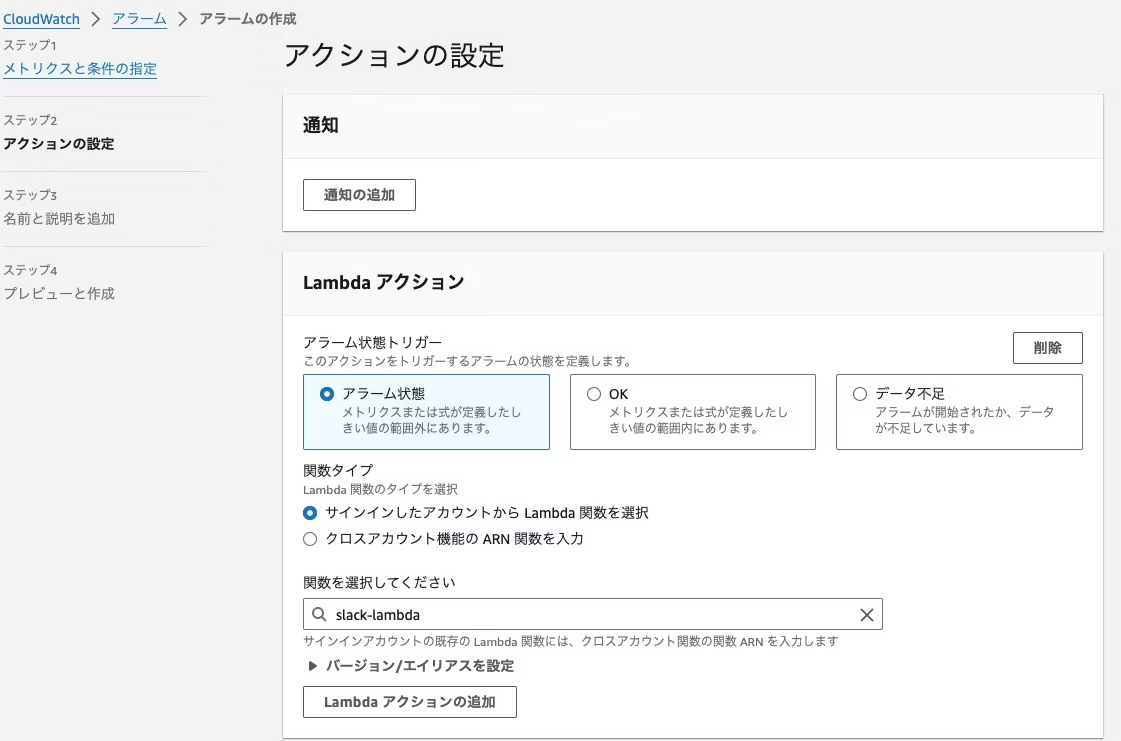 CloudWatch > アラーム > アラームの作成
ステップ1
メトリクスと条件の指定
ステップ2
アクションの設定
ステップ3
名前と説明を追加
ステップ4
プレビューと作成
アクションの設定
通知
通知の追加
Lambda アクション
アラーム状態トリガー
このアクションをトリガーするアラームの状態を定義します。
削除
アラーム状態
メトリクスまたは式が定義したし
きい値の範囲外にあります。
OK
メトリクスまたは式が定義したし
きい値の範囲内にあります。
データ不足
アラームが開始されたか、データ
が不足しています。
関数タイプ
Lambda 関数のタイプを選択
サインインしたアカウントから Lambda 関数を選択
クロスアカウント機能の ARN 関数を入力
関数を選択してください
slack-lambda
サインインアカウントの既存の Lambda 関数には、クロスアカウント関数の関数 ARN を入力します
バージョン/エイリアスを設定
Lambda アクションの追加